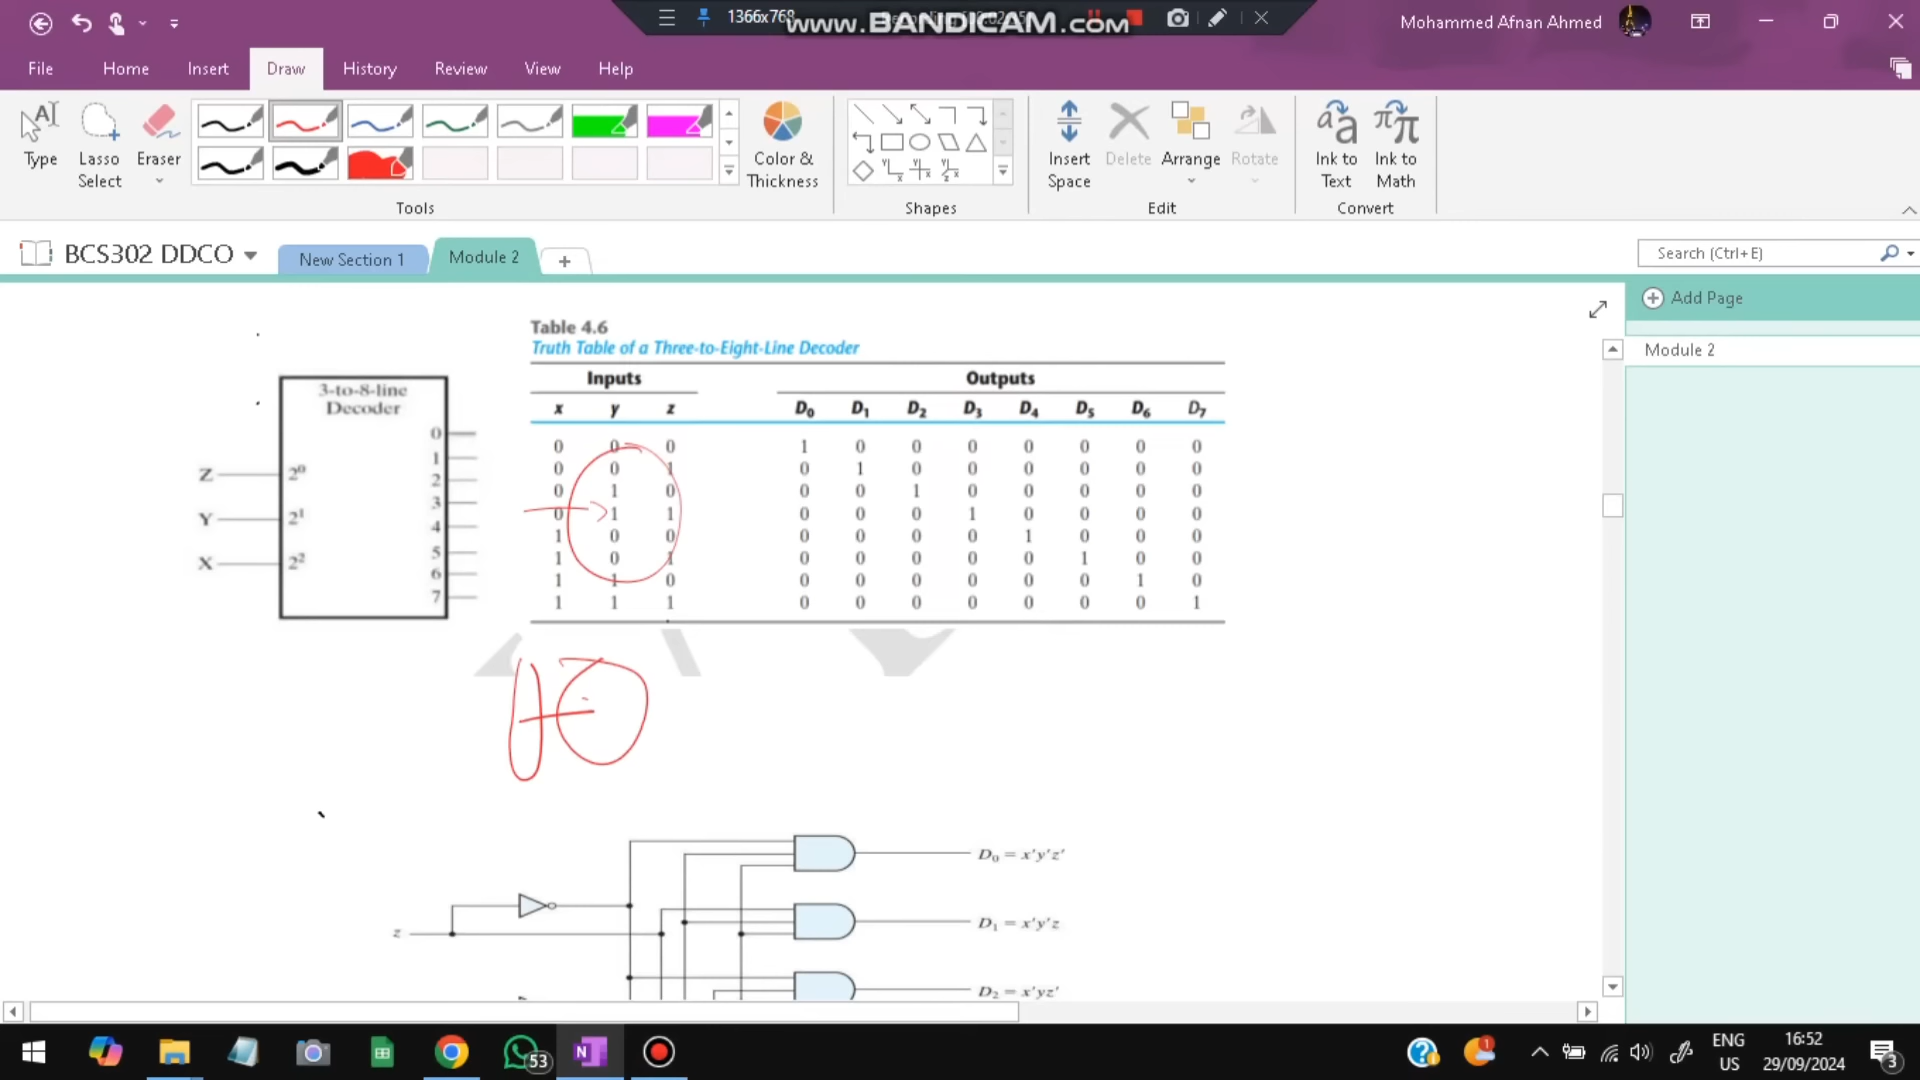 1366x768
www.BANDICAM.com
Mohammed Afnan Ahmed
File Home Insert Draw History Review View Help
Type Lasso Select Eraser Color & Thickness Insert Space Delete Arrange Rotate Ink to Text Ink to Math
Tools Shapes Edit Convert
BCS302 DDCO New Section 1 Module 2 Search (Ctrl+E)
Add Page
Module 2
Table 4.6
Truth Table of a Three-to-Eight-Line Decoder
Inputs Outputs
x y z D0 D1 D2 D3 D4 D5 D6 D7
0 0 0 1 0 0 0 0 0 0 0
0 0 1 0 1 0 0 0 0 0 0
0 1 0 0 0 1 0 0 0 0 0
0 1 1 0 0 0 1 0 0 0 0
1 0 0 0 0 0 0 1 0 0 0
1 0 1 0 0 0 0 0 1 0 0
1 1 0 0 0 0 0 0 0 1 0
1 1 1 0 0 0 0 0 0 0 1
3-to-8-line
Decoder
0
1
Z 2⁰ 2
3
Y 2¹ 4
5
X 2² 6
7
D0 = x'y'z'
z D1 = x'y'z
D2 = x'yz'
53
ENG
US
16:52
29/09/2024
1
3